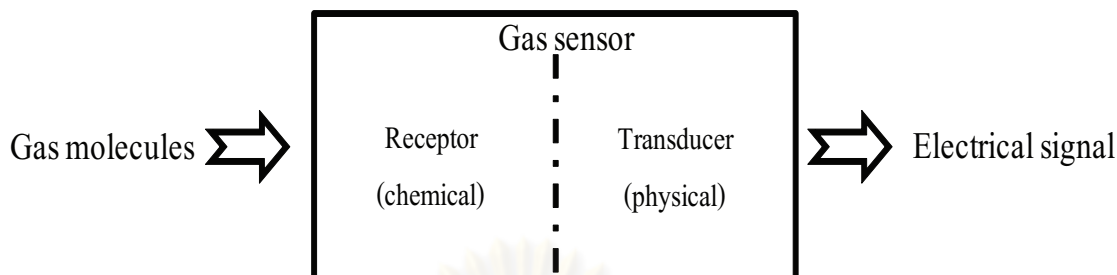 Gas sensor
Gas molecules
Receptor
(chemical)
Transducer
(physical)
Electrical signal